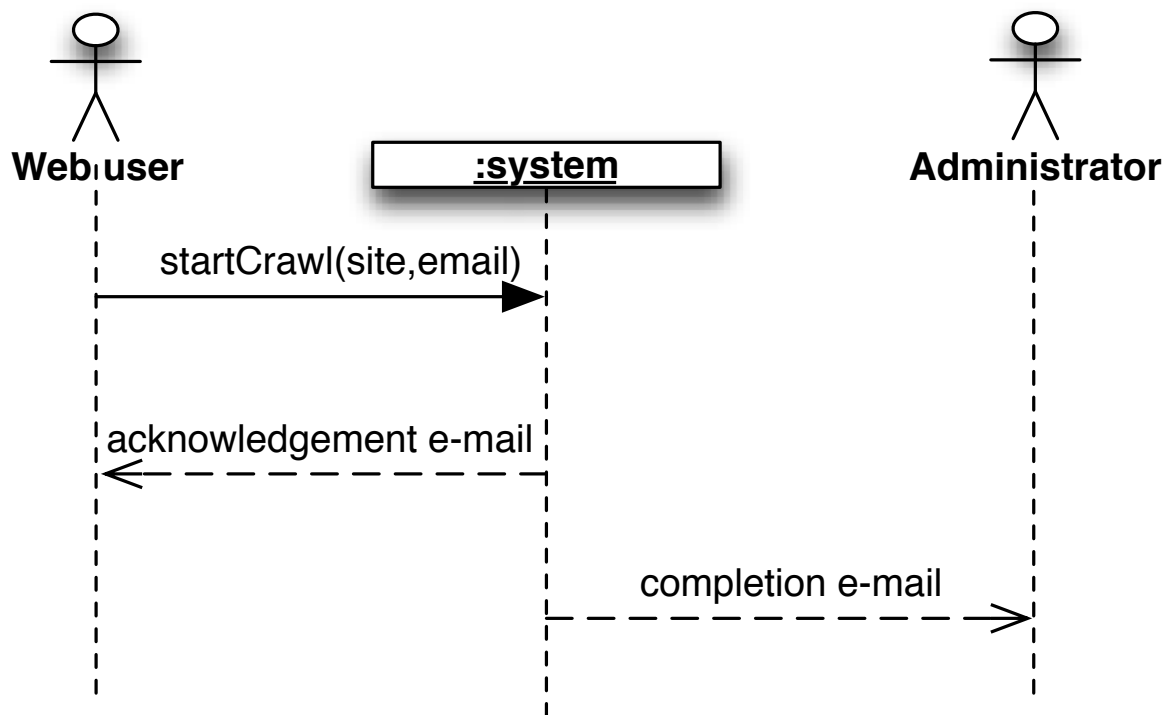 Web user
:system
Administrator
startCrawl(site,email)
acknowledgement e-mail
completion e-mail